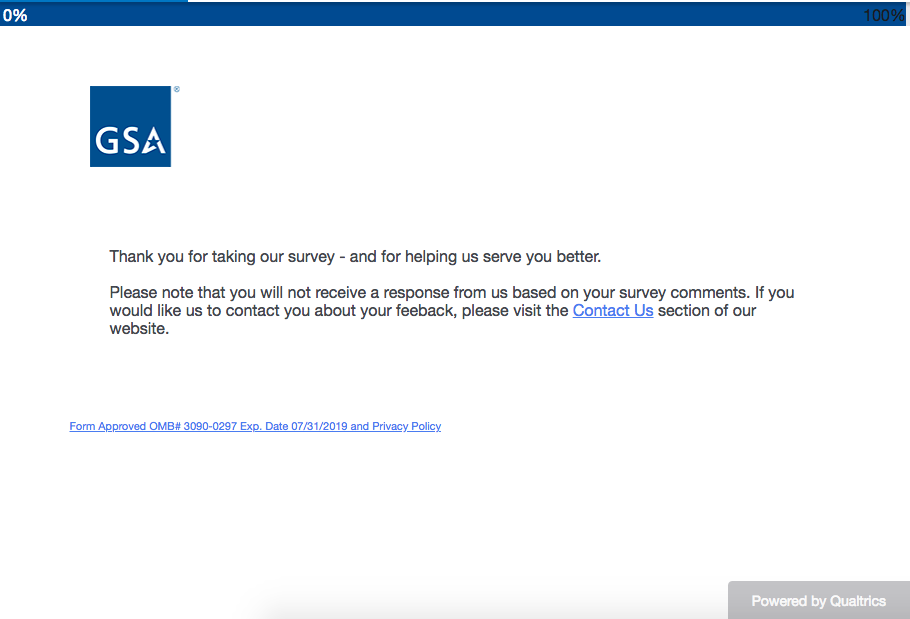 0% 100%
GSA®
Thank you for taking our survey - and for helping us serve you better.
Please note that you will not receive a response from us based on your survey comments. If you
would like us to contact you about your feeback, please visit the Contact Us section of our
website.
Form Approved OMB# 3090-0297 Exp. Date 07/31/2019 and Privacy Policy
Powered by Qualtrics